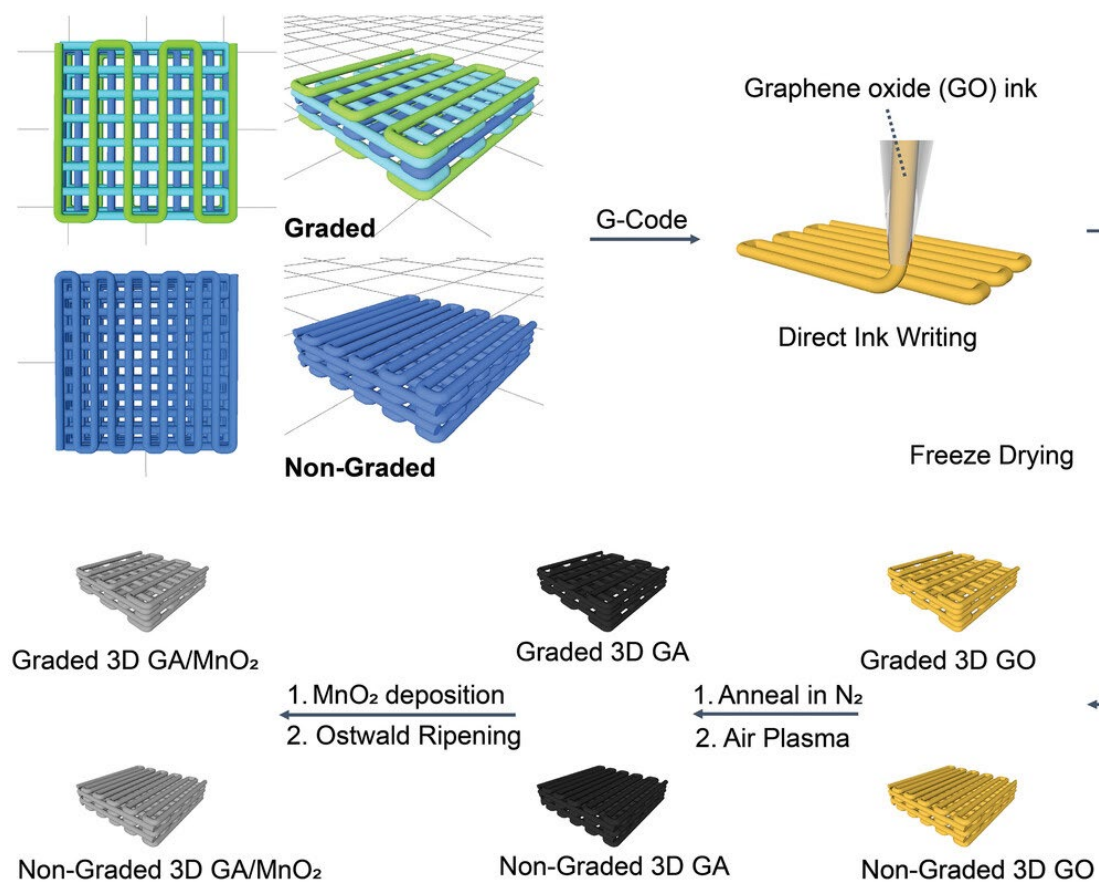 Graded
Non-Graded
G-Code
Graphene oxide (GO) ink
Direct Ink Writing
Freeze Drying
Graded 3D GO
Non-Graded 3D GO
1. Anneal in N₂
2. Air Plasma
Graded 3D GA
Non-Graded 3D GA
1. MnO₂ deposition
2. Ostwald Ripening
Graded 3D GA/MnO₂
Non-Graded 3D GA/MnO₂